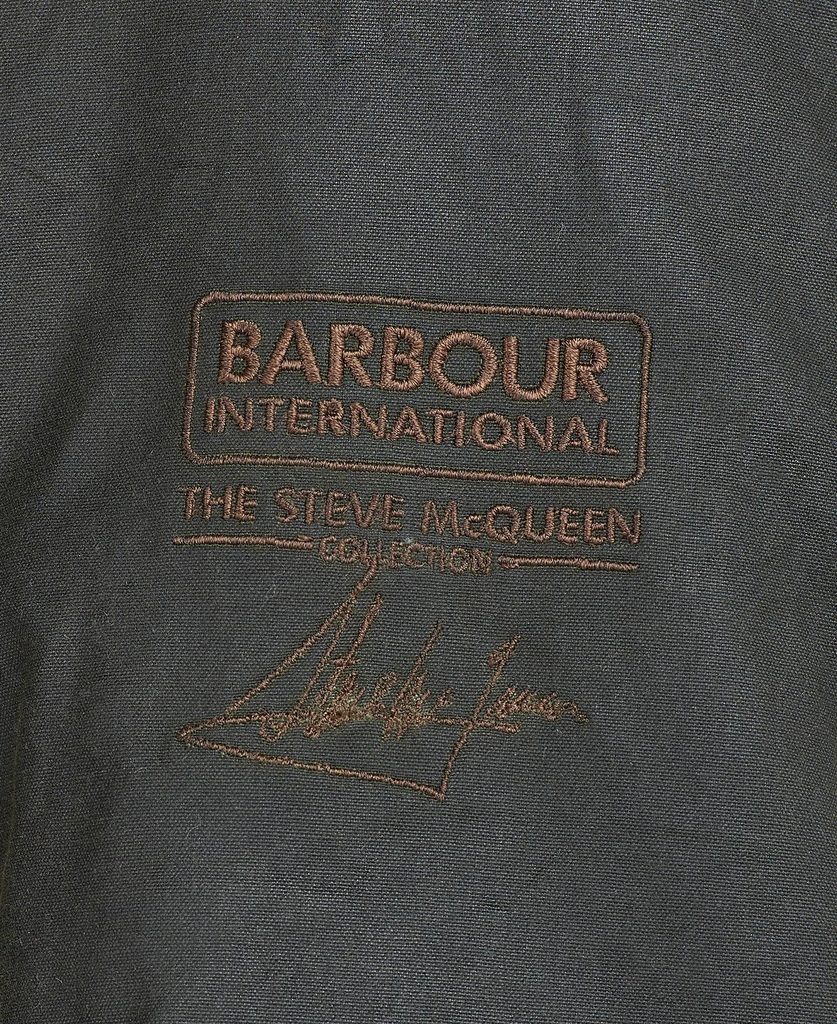 BARBOUR
INTERNATIONAL
THE STEVE McQUEEN
COLLECTION